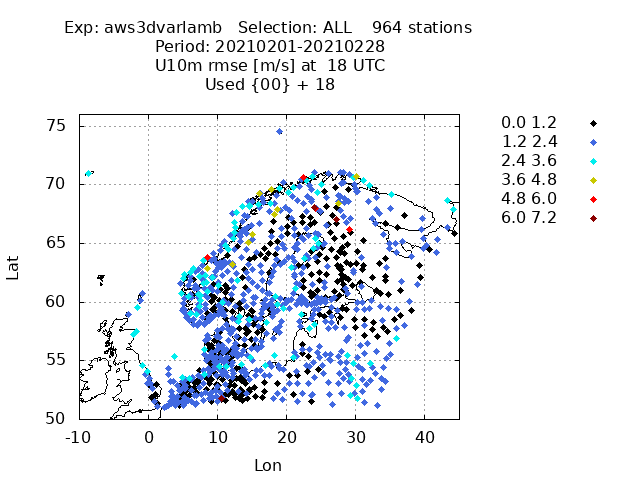 Exp: aws3dvarlamb   Selection: ALL    964 stations
Period: 20210201-20210228
U10m rmse [m/s] at  18 UTC
Used {00} + 18
0.0 1.2
1.2 2.4
2.4 3.6
3.6 4.8
4.8 6.0
6.0 7.2
75
70
65
60
55
50
Lat
-10 0 10 20 30 40
Lon